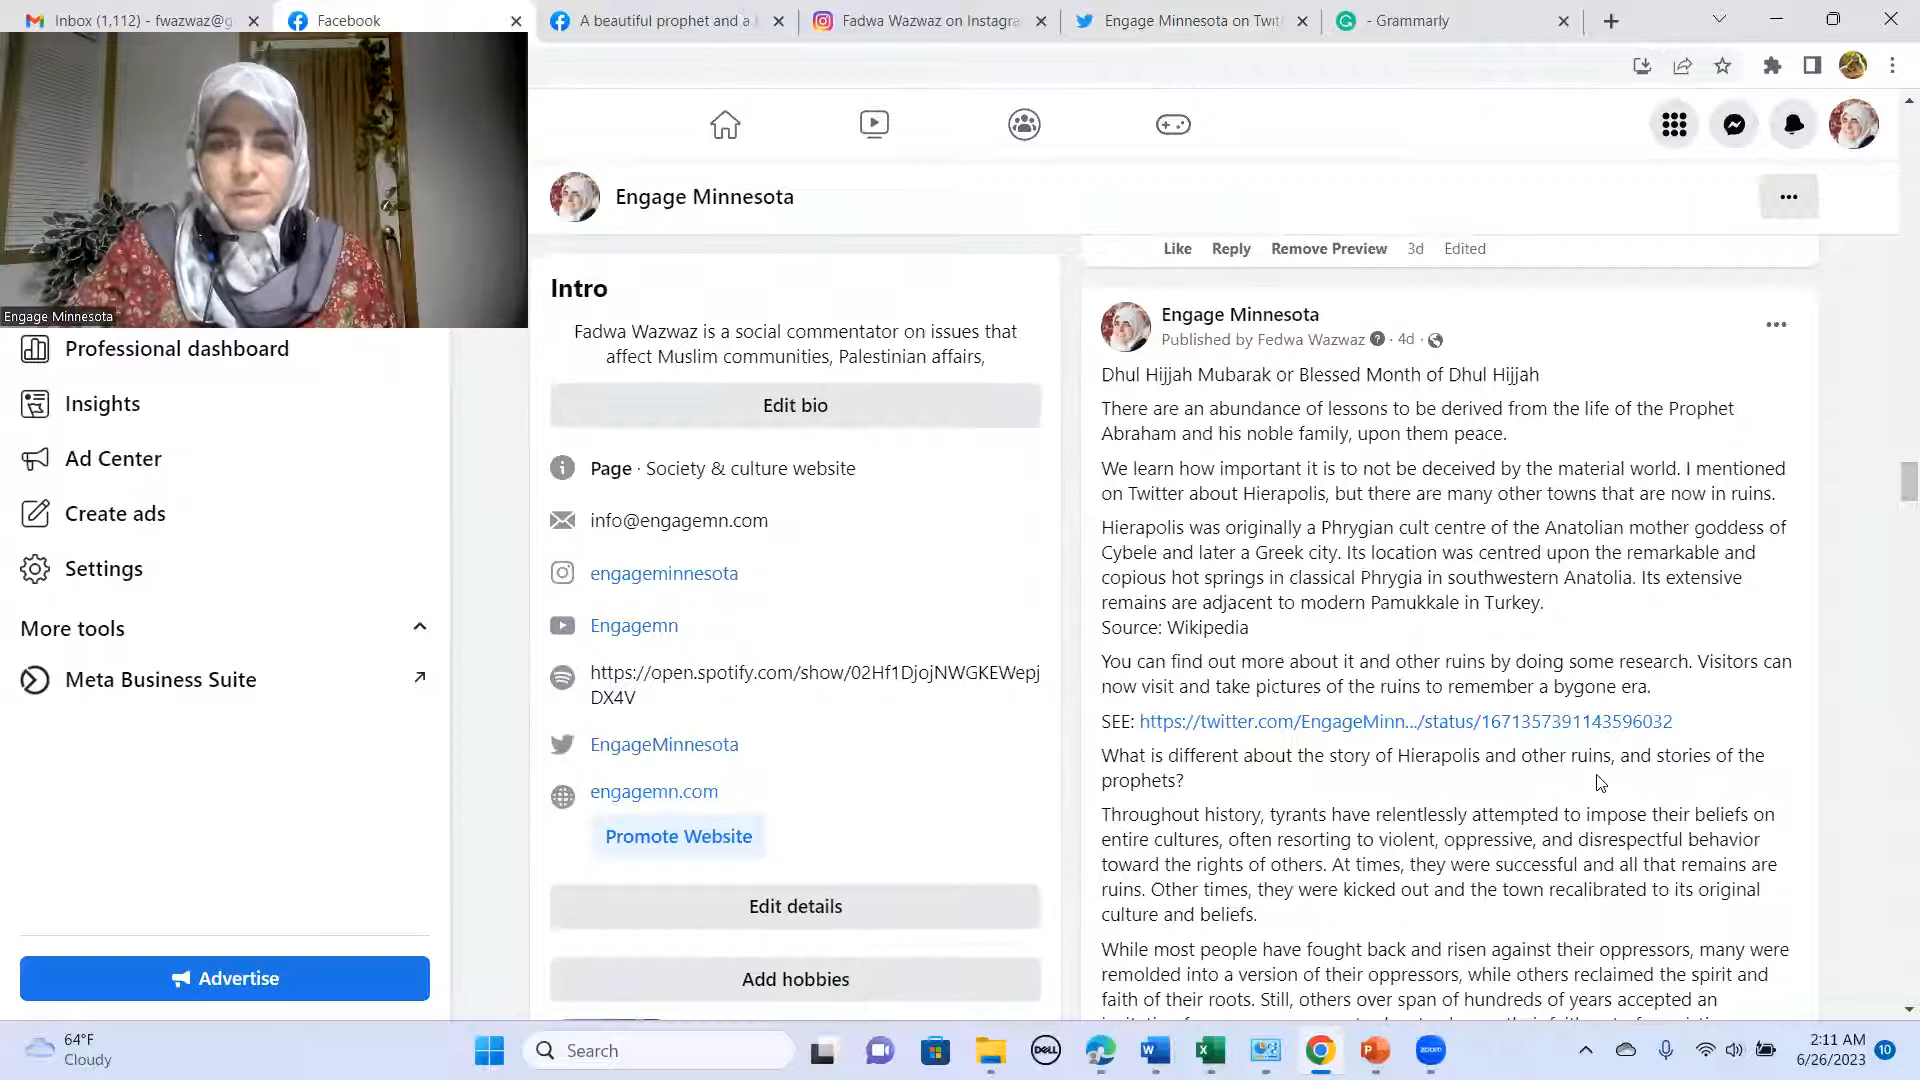 Inbox (1,112) - fwazwaz@g
Facebook
A beautiful prophet and a
Fadwa Wazwaz on Instagra
Engage Minnesota on Twit
- Grammarly
Engage Minnesota
Engage Minnesota
Professional dashboard
Insights
Ad Center
Create ads
Settings
More tools
Meta Business Suite
Advertise
Intro
Fadwa Wazwaz is a social commentator on issues that
affect Muslim communities, Palestinian affairs,
Edit bio
Page · Society & culture website
info@engagemn.com
engageminnesota
Engagemn
https://open.spotify.com/show/02Hf1DjojNWGKEWepj
DX4V
EngageMinnesota
engagemn.com
Promote Website
Edit details
Add hobbies
Like Reply Remove Preview 3d Edited
Engage Minnesota
Published by Fedwa Wazwaz · 4d ·
Dhul Hijjah Mubarak or Blessed Month of Dhul Hijjah
There are an abundance of lessons to be derived from the life of the Prophet
Abraham and his noble family, upon them peace.
We learn how important it is to not be deceived by the material world. I mentioned
on Twitter about Hierapolis, but there are many other towns that are now in ruins.
Hierapolis was originally a Phrygian cult centre of the Anatolian mother goddess of
Cybele and later a Greek city. Its location was centred upon the remarkable and
copious hot springs in classical Phrygia in southwestern Anatolia. Its extensive
remains are adjacent to modern Pamukkale in Turkey.
Source: Wikipedia
You can find out more about it and other ruins by doing some research. Visitors can
now visit and take pictures of the ruins to remember a bygone era.
SEE: https://twitter.com/EngageMinn.../status/1671357391143596032
What is different about the story of Hierapolis and other ruins, and stories of the
prophets?
Throughout history, tyrants have relentlessly attempted to impose their beliefs on
entire cultures, often resorting to violent, oppressive, and disrespectful behavior
toward the rights of others. At times, they were successful and all that remains are
ruins. Other times, they were kicked out and the town recalibrated to its original
culture and beliefs.
While most people have fought back and risen against their oppressors, many were
remolded into a version of their oppressors, while others reclaimed the spirit and
faith of their roots. Still, others over span of hundreds of years accepted an
64°F
Cloudy
Search
DELL
zoom
2:11 AM
6/26/2023
10